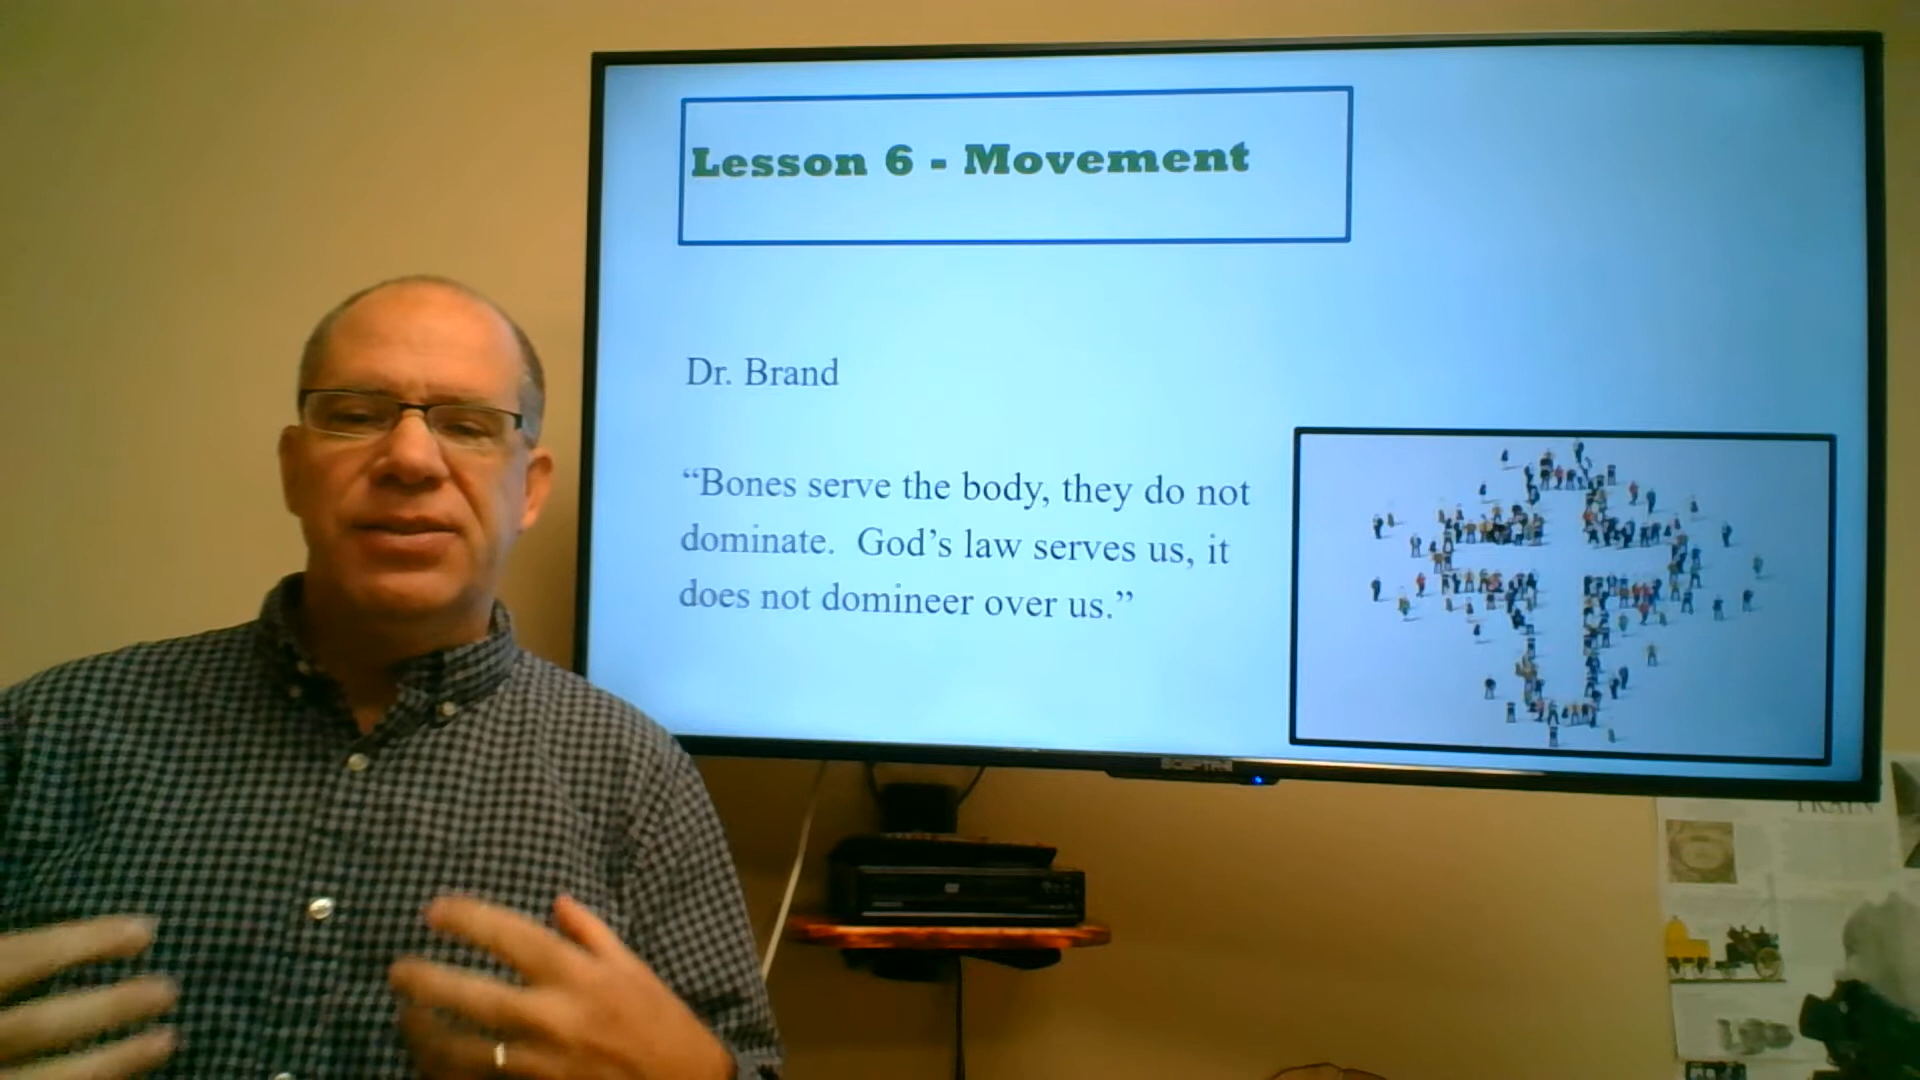 Lesson 6 - Movement
Dr. Brand
“Bones serve the body, they do not
dominate.  God’s law serves us, it
does not domineer over us.”
SCEPTRE
TRAIN